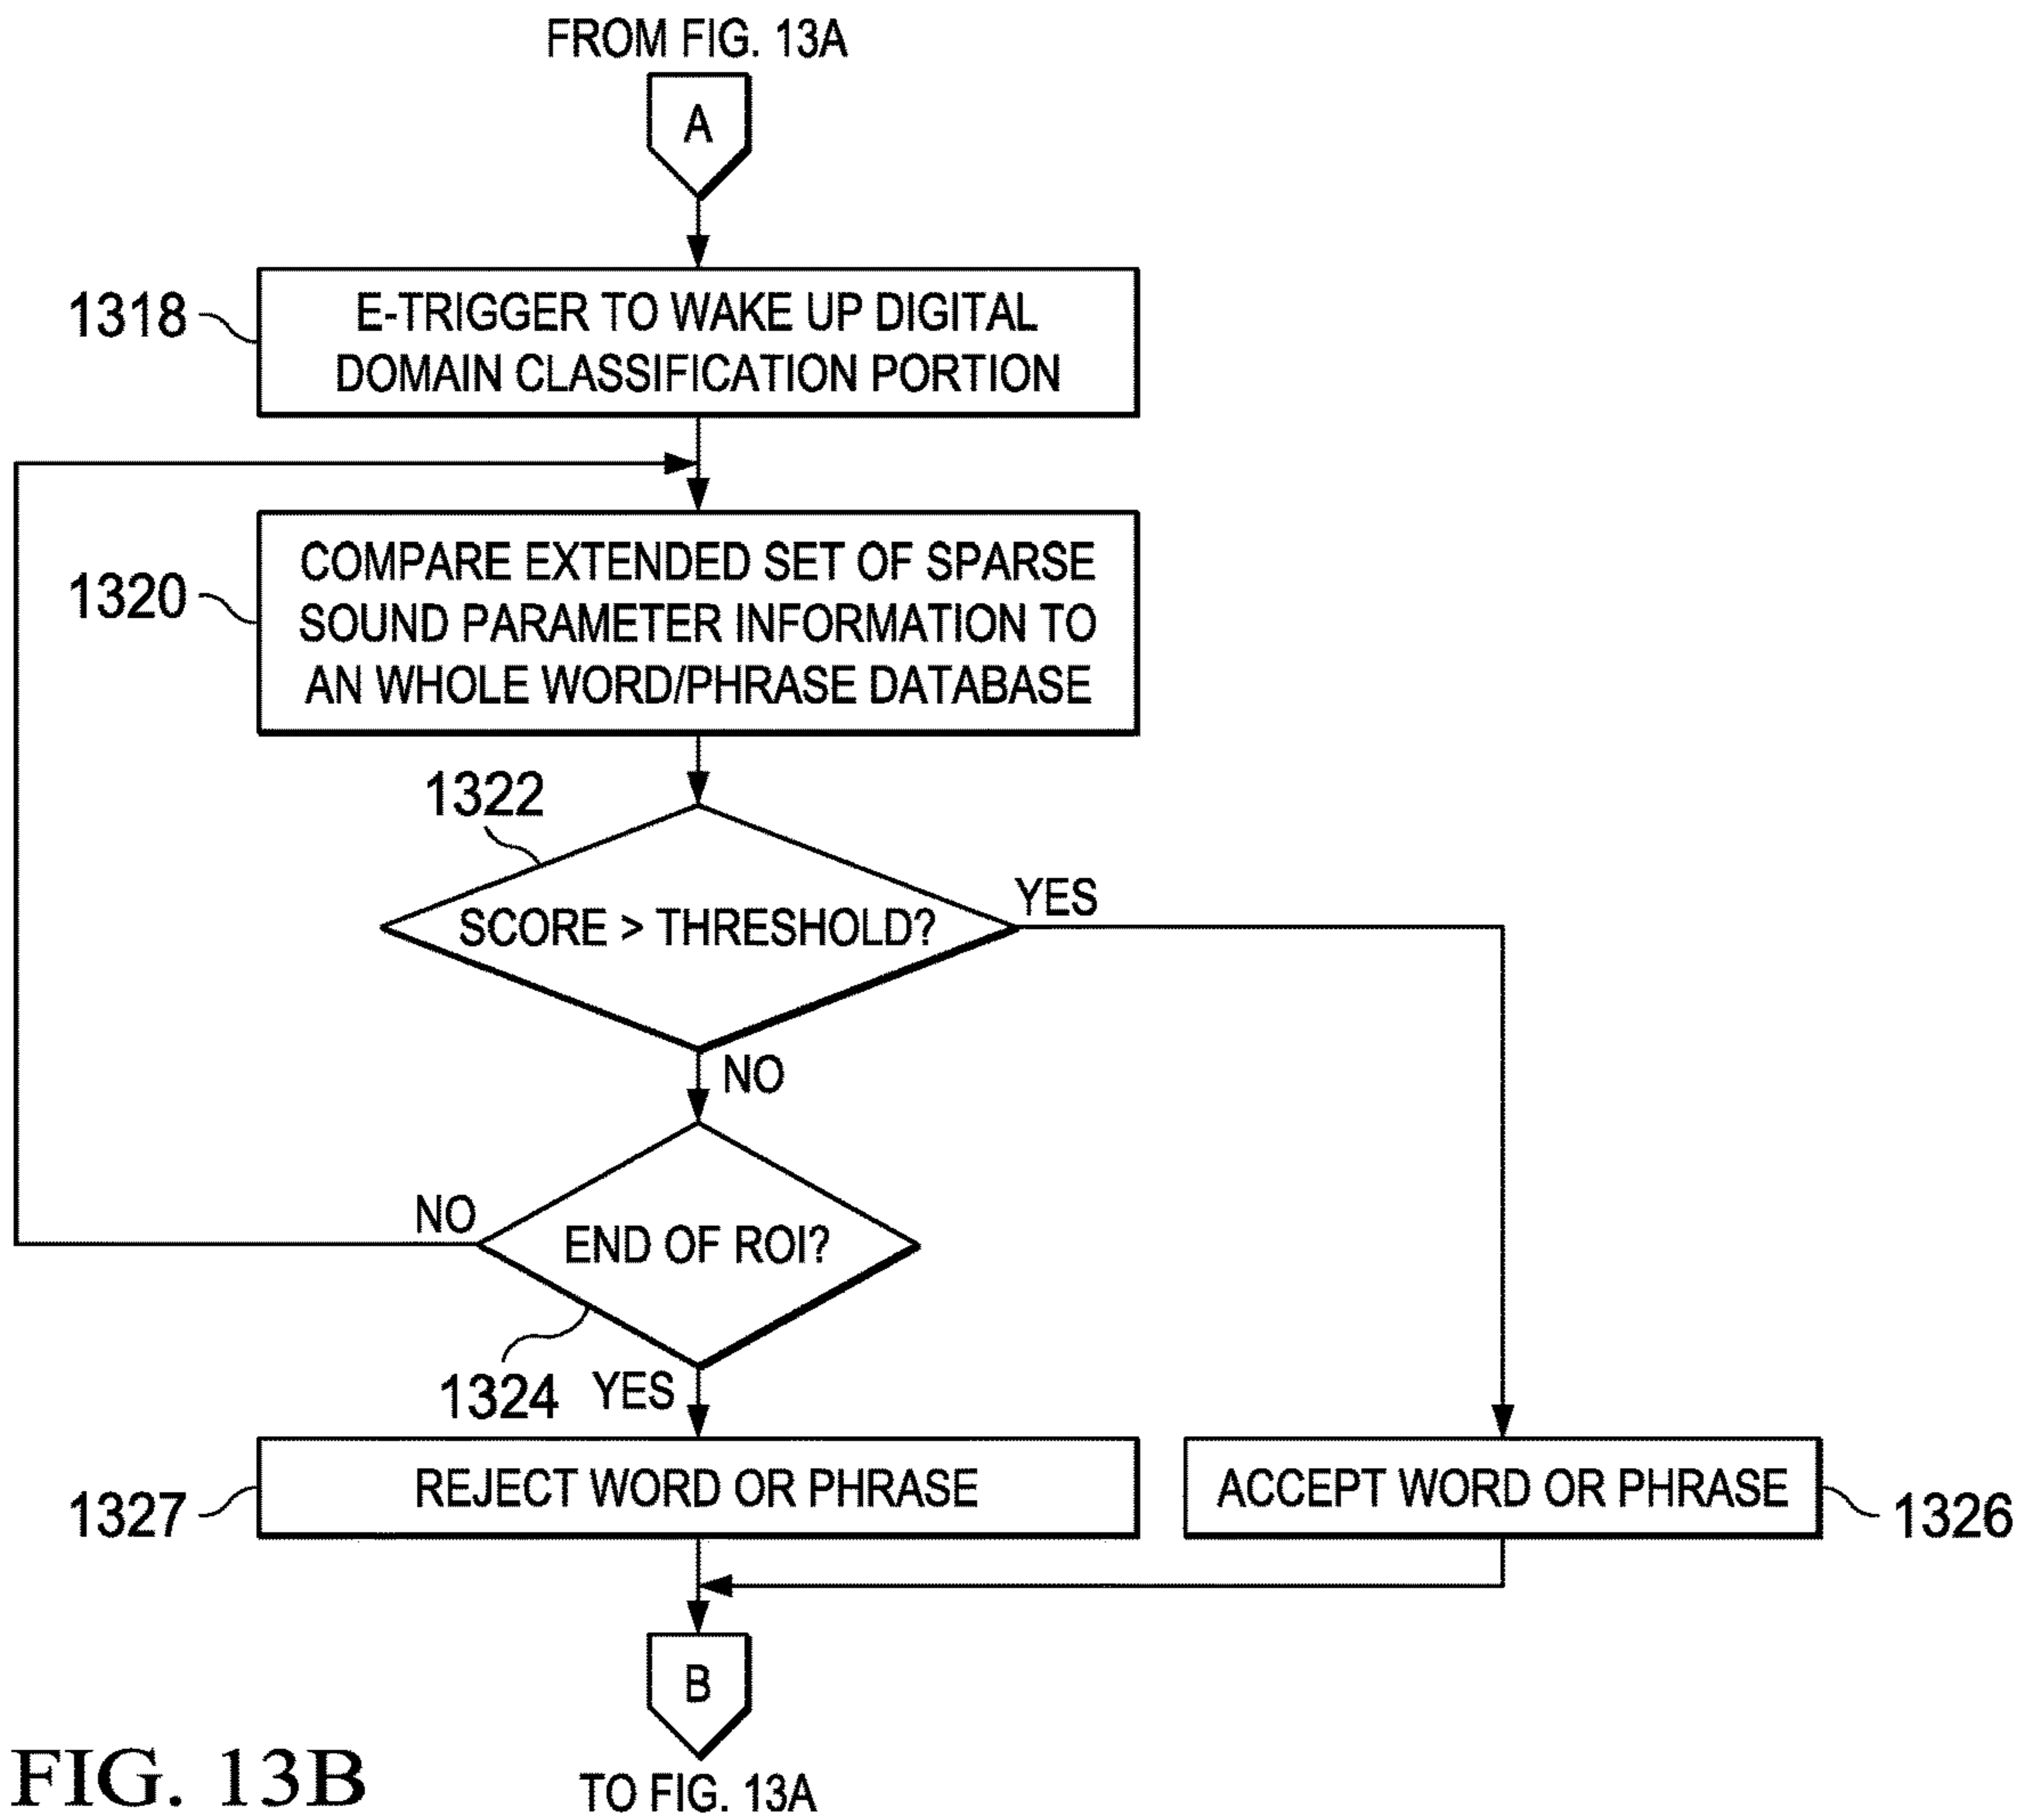 FROM FIG. 13A
A
1318
E-TRIGGER TO WAKE UP DIGITAL
DOMAIN CLASSIFICATION PORTION
1320
COMPARE EXTENDED SET OF SPARSE
SOUND PARAMETER INFORMATION TO
AN WHOLE WORD/PHRASE DATABASE
1322
SCORE > THRESHOLD?
YES
NO
END OF ROI?
NO
1324
YES
1327
REJECT WORD OR PHRASE
ACCEPT WORD OR PHRASE
1326
B
TO FIG. 13A
FIG. 13B